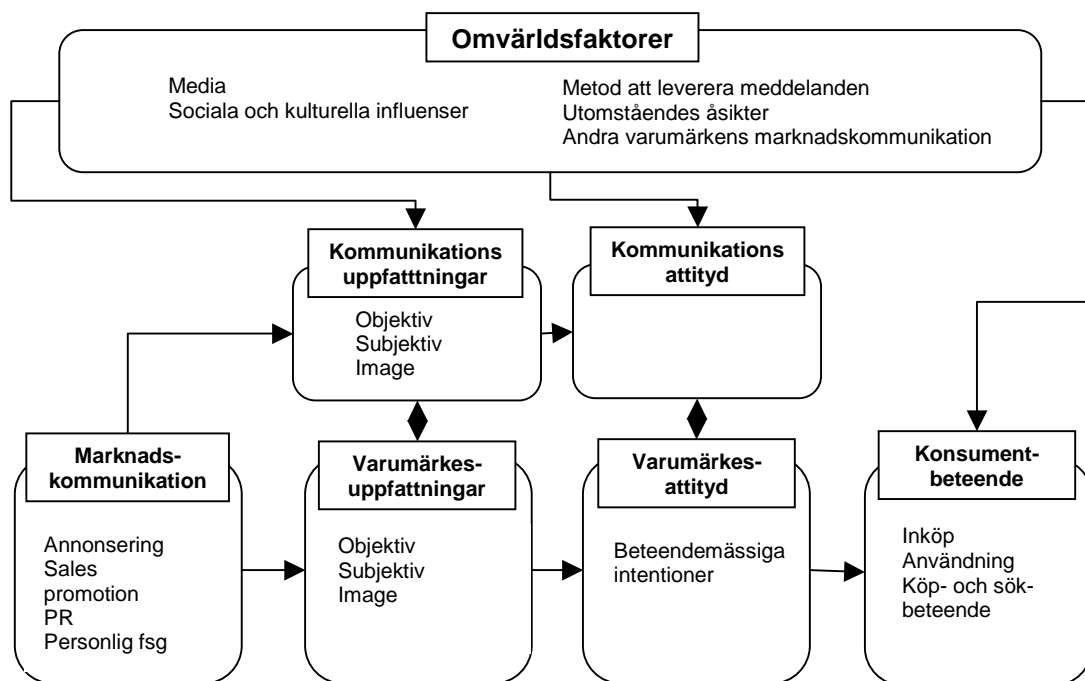 Omvärldsfaktorer
Media
Sociala och kulturella influenser
Metod att leverera meddelanden
Utomståendes åsikter
Andra varumärkens marknadskommunikation
Kommunikations
uppfatttningar
Objektiv
Subjektiv
Image
Kommunikations
attityd
Marknads-
kommunikation
Annonsering
Sales
promotion
PR
Personlig fsg
Varumärkes-
uppfattningar
Objektiv
Subjektiv
Image
Varumärkes-
attityd
Beteendemässiga
intentioner
Konsument-
beteende
Inköp
Användning
Köp- och sök-
beteende